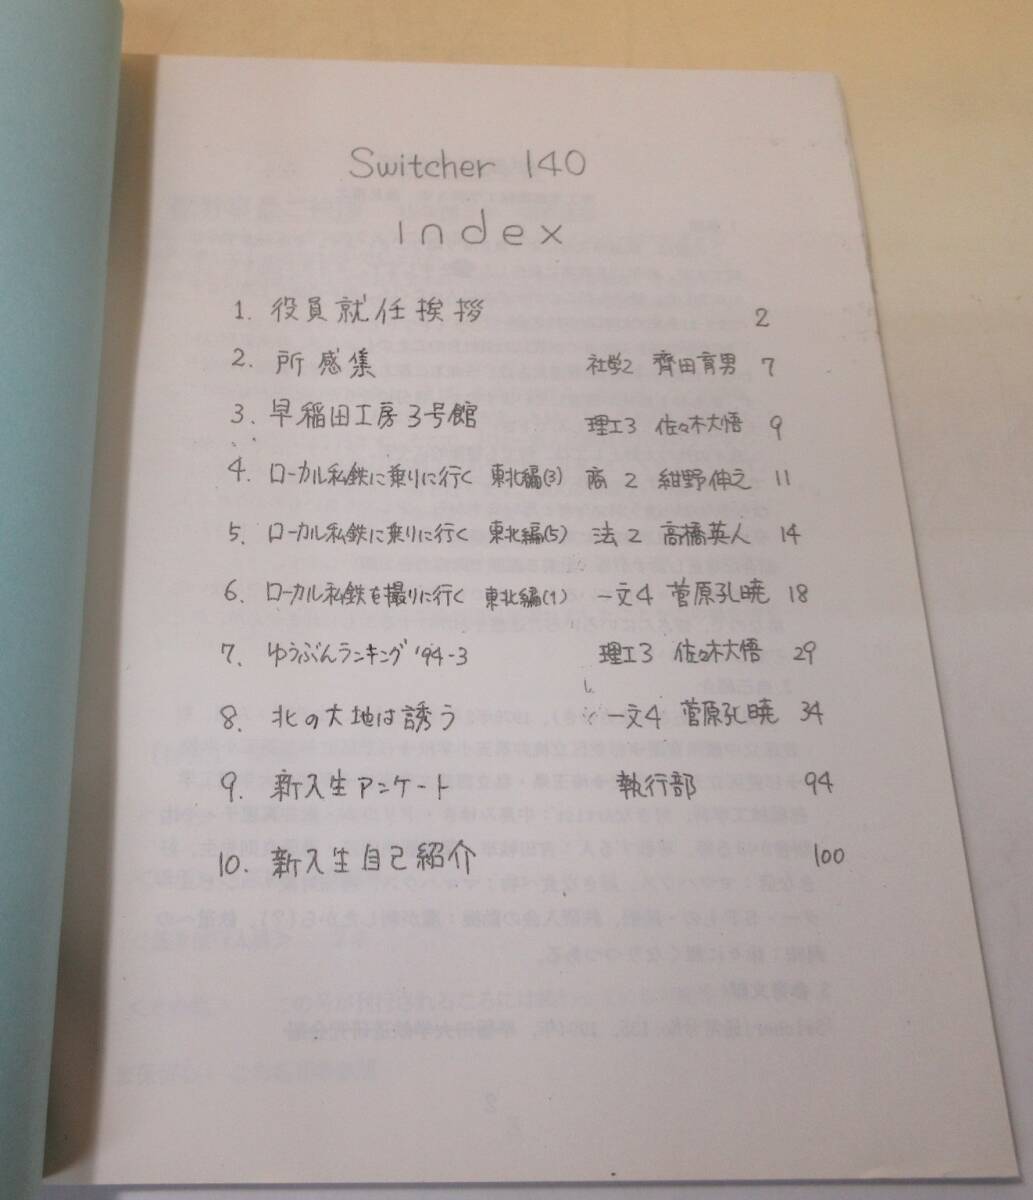 Switcher 140
index
1. 役員就任挨拶 2
2. 所感集 社学2 齊田育男 7
3. 早稲田工房3号館 理工3 佐々木大悟 9
4. ローカル私鉄に乗りに行く 東北編(3) 商2 紺野伸之 11
5. ローカル私鉄に乗りに行く 東北編(5) 法2 高橋英人 14
6. ローカル私鉄を撮りに行く 東北編(1) 一文4 菅原孔暁 18
7. ゆうぶんランキング'94-3 理工3 佐々木大悟 29
8. 北の大地は誘う 一文4 菅原孔暁 34
9. 新入生アンケート 執行部 94
10. 新入生自己紹介 100